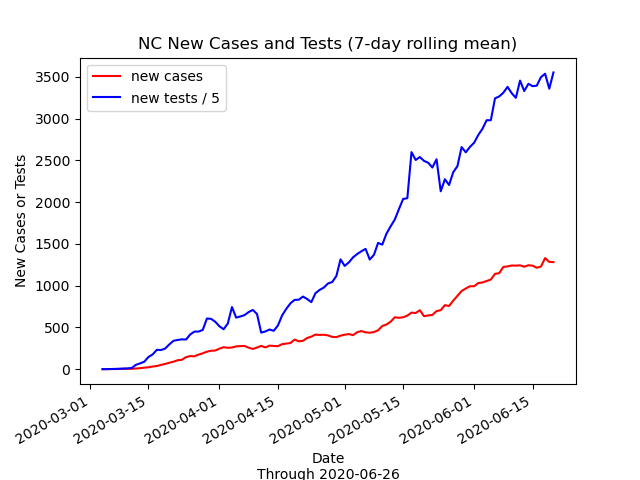 NC New Cases and Tests (7-day rolling mean)
new cases
new tests / 5
New Cases or Tests
3500
3000
2500
2000
1500
1000
500
0
2020-03-01
2020-03-15
2020-04-01
2020-04-15
2020-05-01
2020-05-15
2020-06-01
2020-06-15
Date
Through 2020-06-26